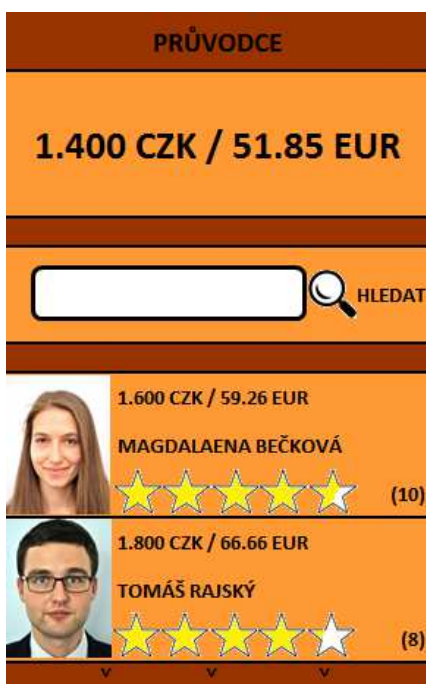 PRŮVODCE
1.400 CZK / 51.85 EUR
HLEDAT
1.600 CZK / 59.26 EUR
MAGDALAENA BEČKOVÁ
(10)
1.800 CZK / 66.66 EUR
TOMÁŠ RAJSKÝ
(8)